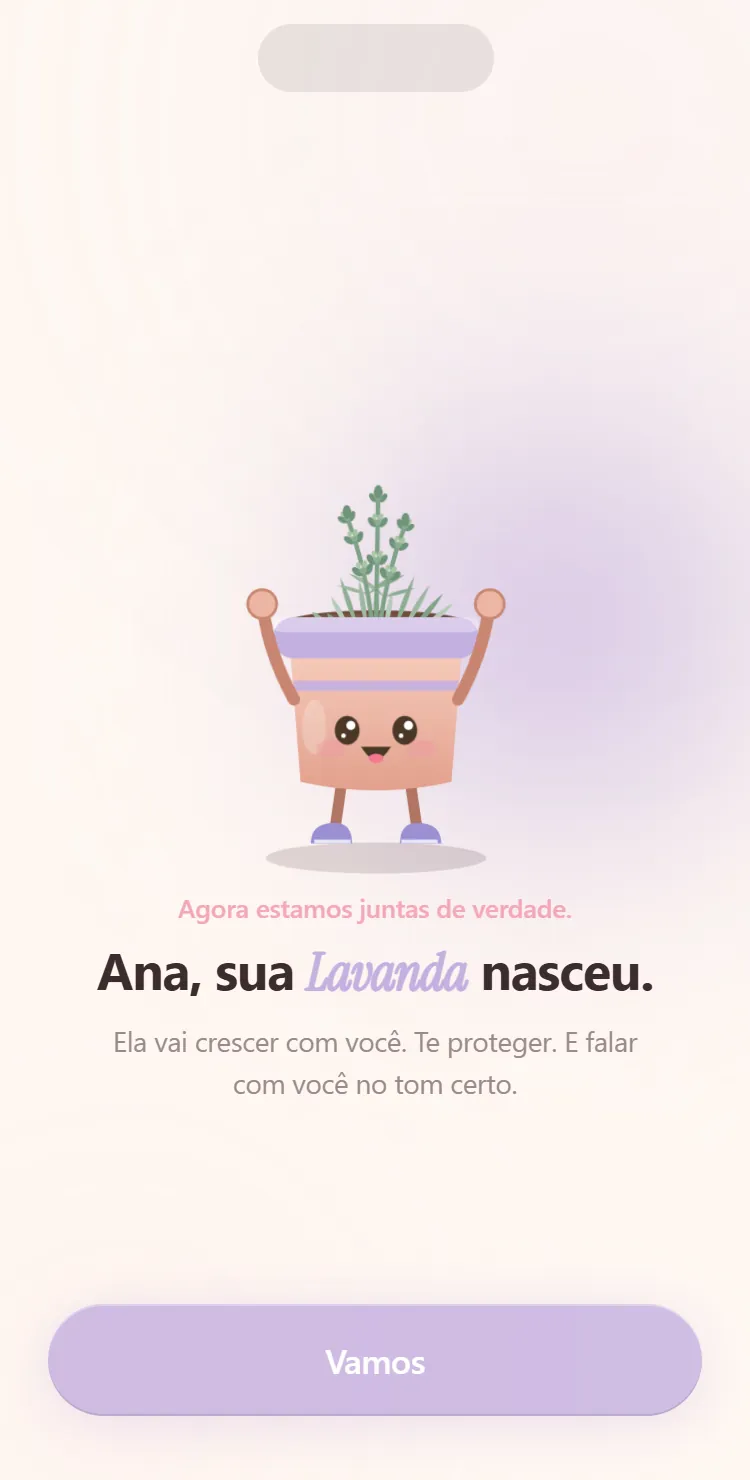 Agora estamos juntas de verdade.
Ana, sua Lavanda nasceu.
Ela vai crescer com você. Te proteger. E falar
com você no tom certo.
Vamos